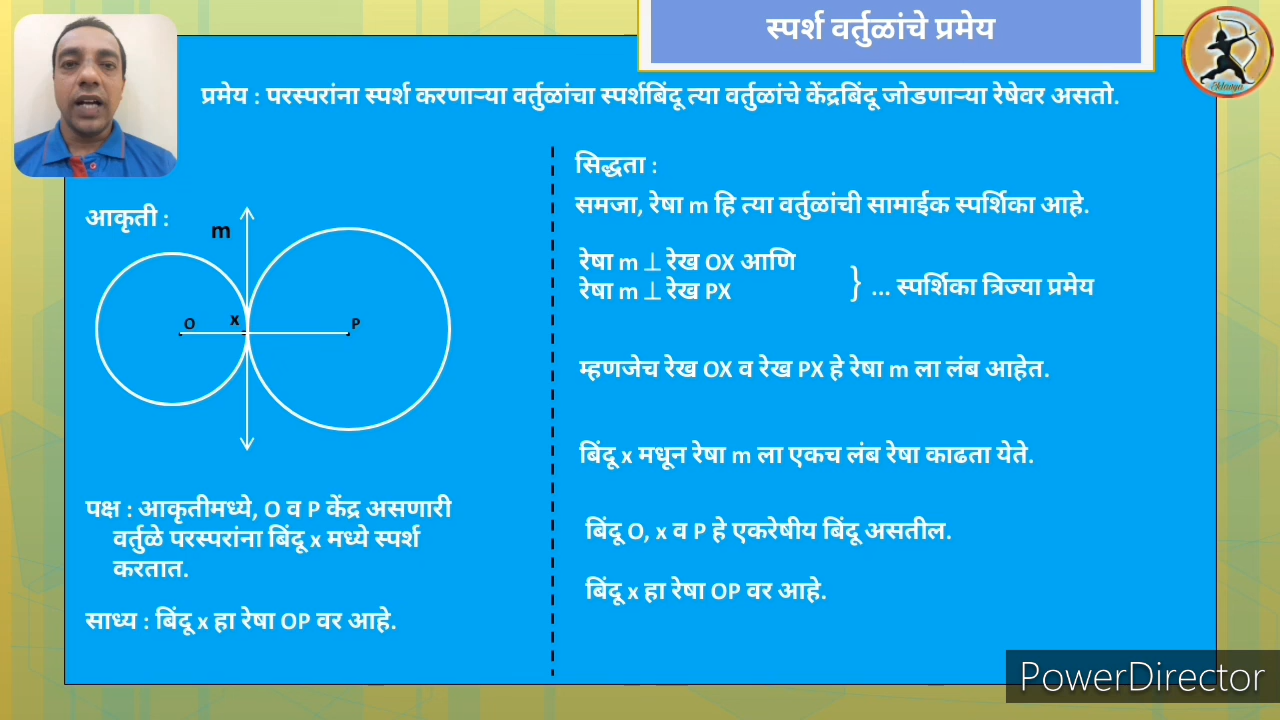 स्पर्श वर्तुळांचे प्रमेय
Eklavya
प्रमेय : परस्परांना स्पर्श करणाऱ्या वर्तुळांचा स्पर्शबिंदू त्या वर्तुळांचे केंद्रबिंदू जोडणाऱ्या रेषेवर असतो.
आकृती :
m
O
x
P
पक्ष : आकृतीमध्ये, O व P केंद्र असणारी
वर्तुळे परस्परांना बिंदू x मध्ये स्पर्श
करतात.
साध्य : बिंदू x हा रेषा OP वर आहे.
सिद्धता :
समजा, रेषा m हि त्या वर्तुळांची सामाईक स्पर्शिका आहे.
रेषा m ⊥ रेख OX आणि
रेषा m ⊥ रेख PX
} ... स्पर्शिका त्रिज्या प्रमेय
म्हणजेच रेख OX व रेख PX हे रेषा m ला लंब आहेत.
बिंदू x मधून रेषा m ला एकच लंब रेषा काढता येते.
बिंदू O, x व P हे एकरेषीय बिंदू असतील.
बिंदू x हा रेषा OP वर आहे.
PowerDirector